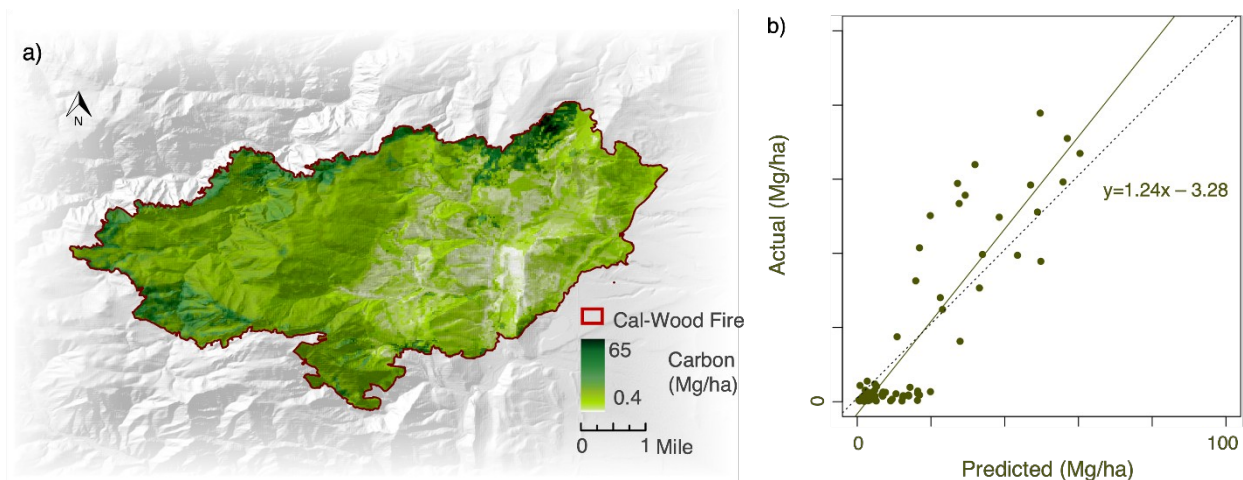 a)
N
Cal-Wood Fire
65
Carbon
(Mg/ha)
0.4
0
1
Mile
b)
Actual (Mg/ha)
0
y=1.24x – 3.28
0
100
Predicted (Mg/ha)